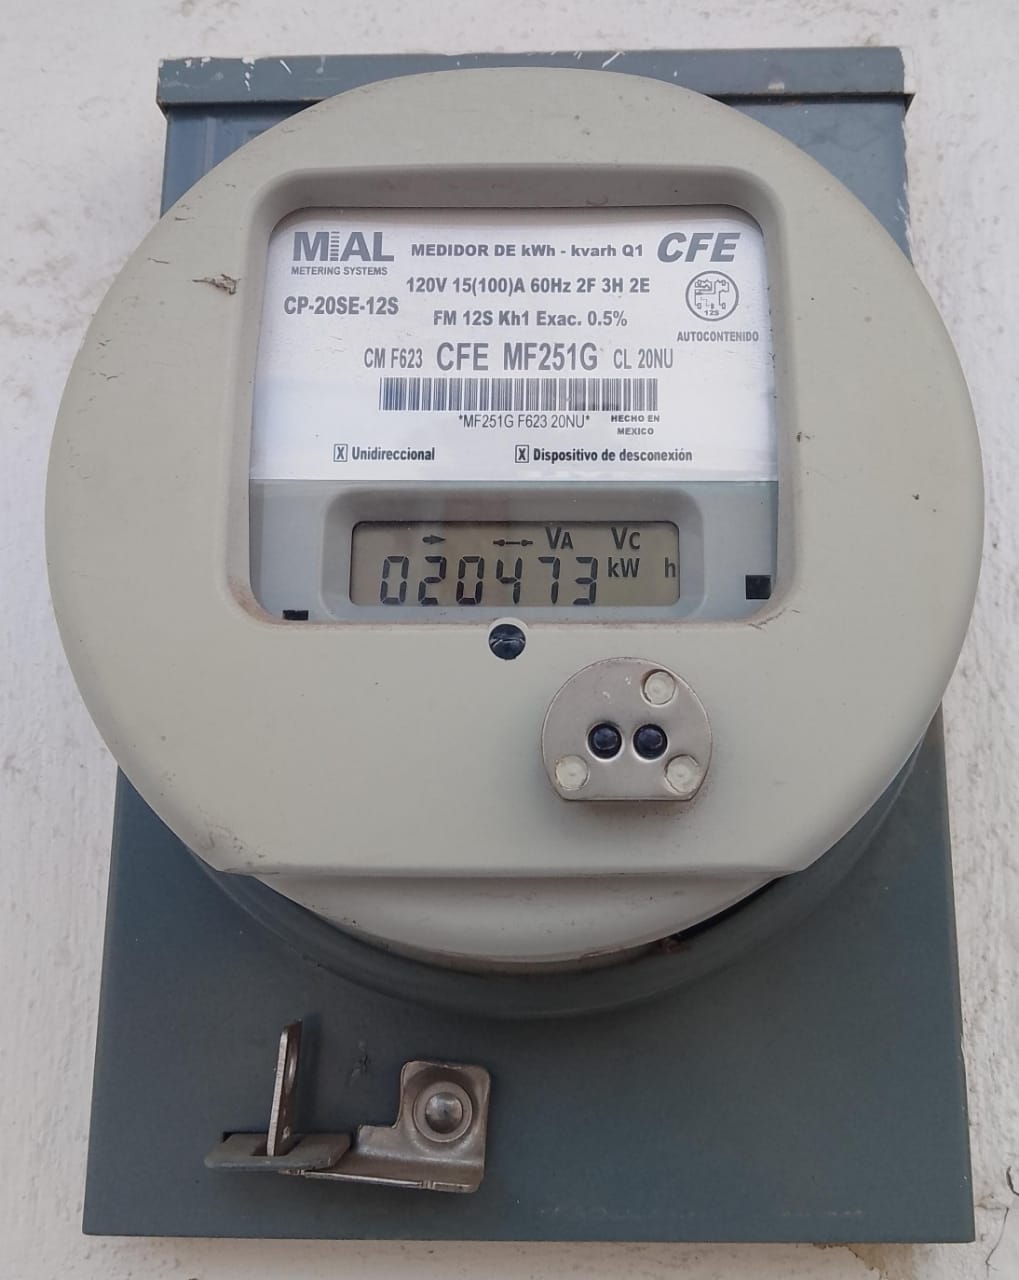 MIAL
METERING SYSTEMS
MEDIDOR DE kWh - kvarh Q1
CFE
120V 15(100)A 60Hz 2F 3H 2E
CP-20SE-12S
FM 12S Kh1 Exac. 0.5%
12S
AUTOCONTENIDO
CM F623 CFE MF251G CL 20NU
*MF251G F623 20NU*
HECHO EN
MEXICO
X Unidireccional
X Dispositivo de desconexión
VA VC
020473 kW h